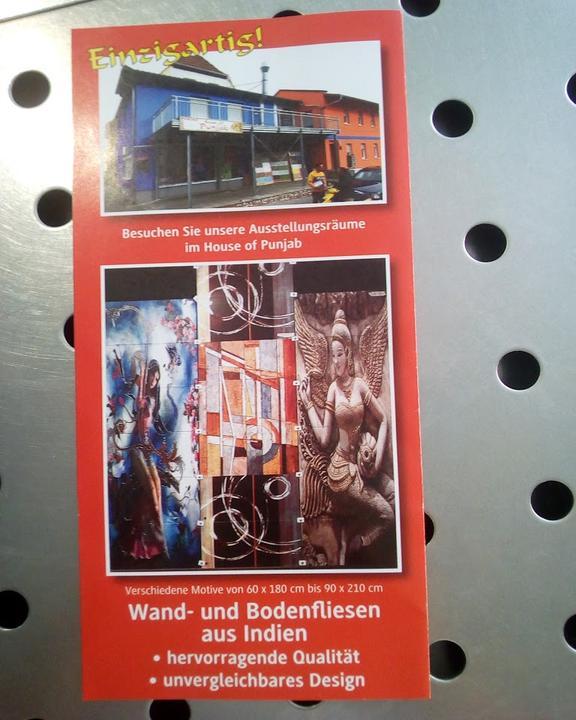 Einzigartig!
Besuchen Sie unsere Ausstellungsräume
im House of Punjab
Verschiedene Motive von 60 x 180 cm bis 90 x 210 cm
Wand- und Bodenfliesen
aus Indien
• hervorragende Qualität
• unvergleichbares Design